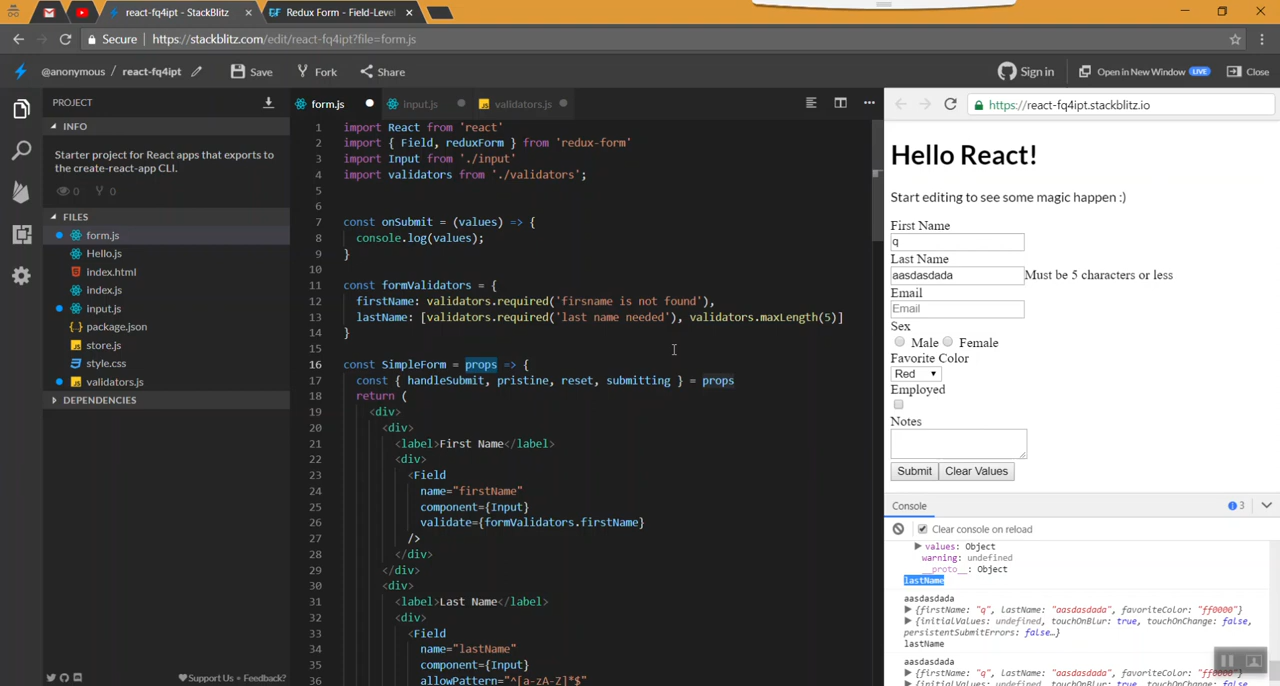 react-fq4ipt - StackBlitz
Redux Form - Field-Level
Secure | https://stackblitz.com/edit/react-fq4ipt?file=form.js
@anonymous / react-fq4ipt
Save
Fork
Share
Sign in
Open in New Window LIVE
Close
PROJECT
INFO
Starter project for React apps that exports to
the create-react-app CLI.
0 0
FILES
form.js
Hello.js
index.html
index.js
input.js
package.json
store.js
style.css
validators.js
DEPENDENCIES
Support Us + Feedback?
form.js
input.js
validators.js
1 import React from 'react'
2 import { Field, reduxForm } from 'redux-form'
3 import Input from './input'
4 import validators from './validators';
5
6
7 const onSubmit = (values) => {
8 console.log(values);
9 }
10
11 const formValidators = {
12 firstName: validators.required('firsname is not found'),
13 lastName: [validators.required('last name needed'), validators.maxLength(5)]
14 }
15
16 const SimpleForm = props => {
17 const { handleSubmit, pristine, reset, submitting } = props
18 return (
19 <div>
20 <div>
21 <label>First Name</label>
22 <div>
23 <Field
24 name="firstName"
25 component={Input}
26 validate={formValidators.firstName}
27 />
28 </div>
29 </div>
30 <div>
31 <label>Last Name</label>
32 <div>
33 <Field
34 name="lastName"
35 component={Input}
36 allowPattern="^[a-zA-Z]*$"
https://react-fq4ipt.stackblitz.io
Hello React!
Start editing to see some magic happen :)
First Name
q
Last Name
aasdasdada Must be 5 characters or less
Email
Email
Sex
Male Female
Favorite Color
Red
Employed
Notes
Submit Clear Values
Console 3
Clear console on reload
values: Object
warning: undefined
__proto__: Object
lastName
aasdasdada
{firstName: "q", lastName: "aasdasdada", favoriteColor: "ff0000"}
{initialValues: undefined, touchOnBlur: true, touchOnChange: false,
persistentSubmitErrors: false…}
lastName
aasdasdada
{firstName: "q", lastName: "aasdasdada", favoriteColor: "ff0000"}